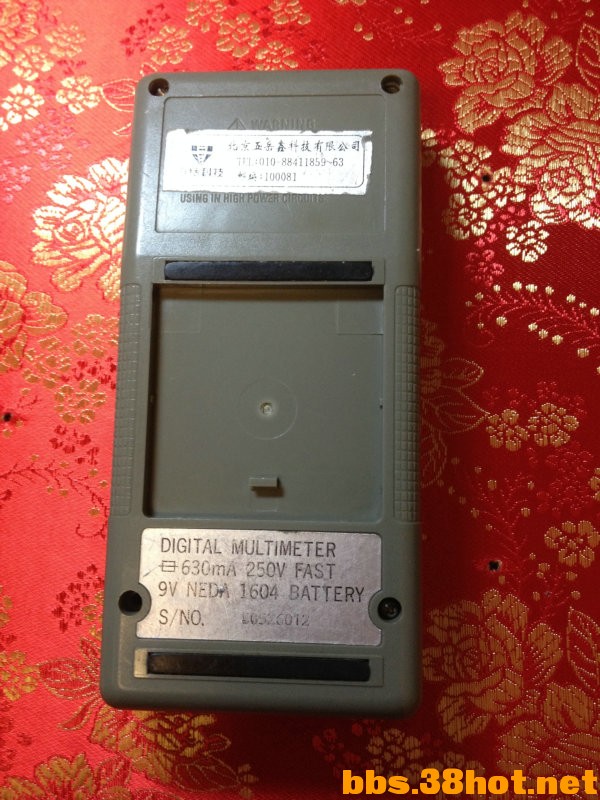 WARNING
北京五岳鑫科技有限公司
TEL:010-88411859~63
邮编:100081
USING IN HIGH POWER CIRCUITS
DIGITAL MULTIMETER
630mA 250V FAST
9V NEDA 1604 BATTERY
S/NO.
bbs.38hot.net